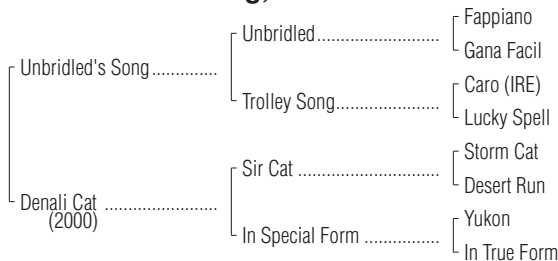 Fappiano
Unbridled
Gana Facil
Unbridled's Song
Caro (IRE)
Trolley Song
Lucky Spell
Storm Cat
Sir Cat
Desert Run
Denali Cat
(2000)
Yukon
In Special Form
In True Form